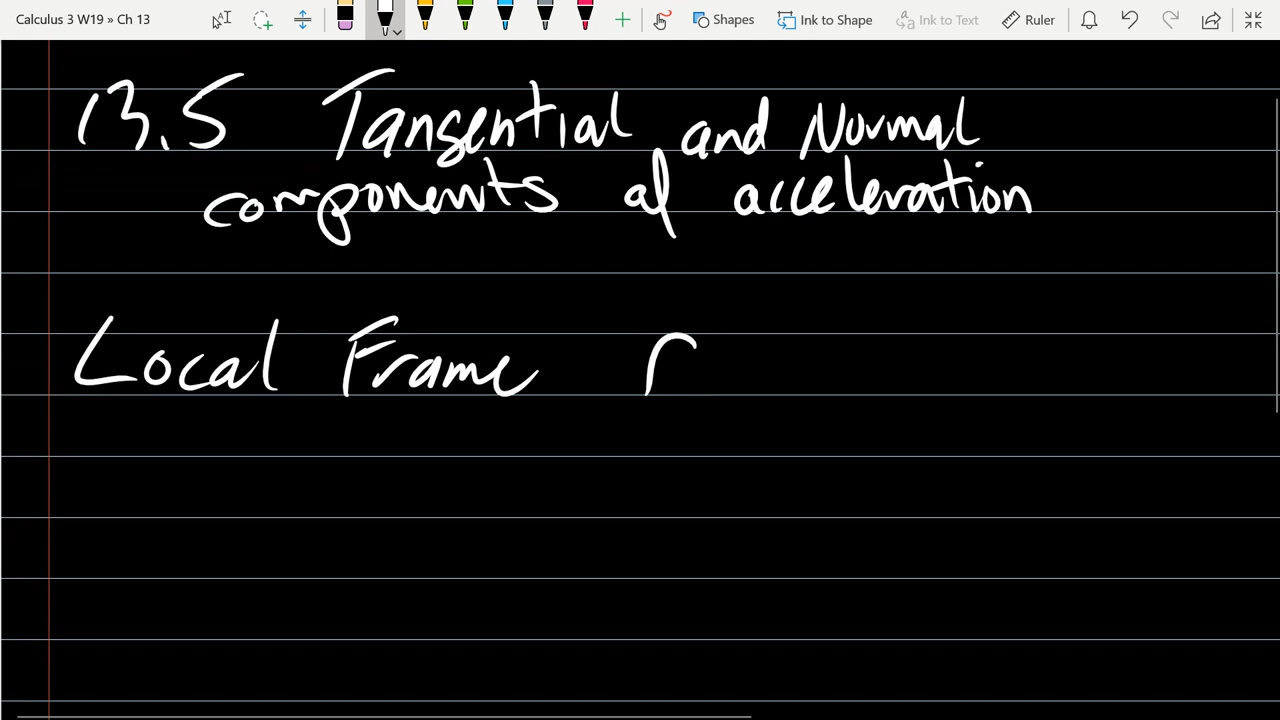 Calculus 3 W19 » Ch 13
Shapes Ink to Shape Ink to Text Ruler
13.5 Tangential and Normal
components of acceleration
Local Frame